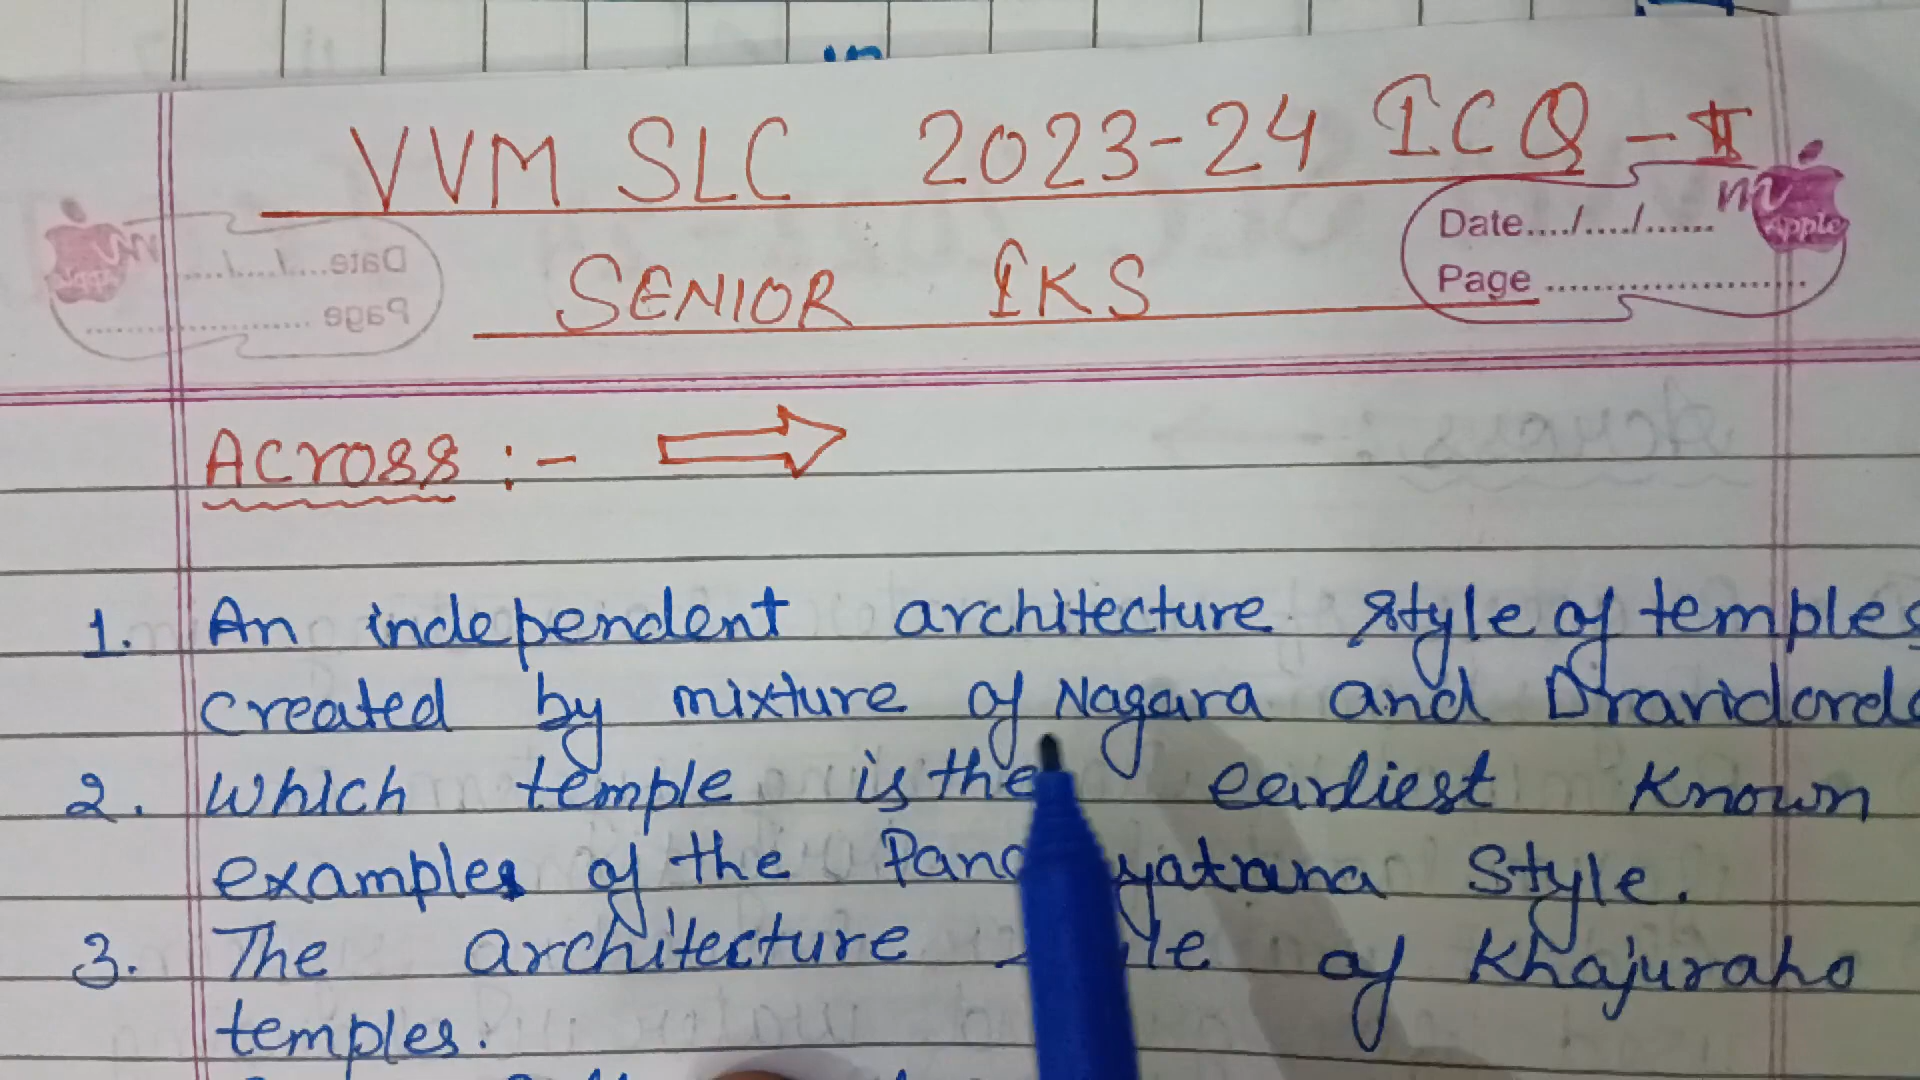 VVM SLC 2023-24 ICQ - II
Date..../..../......
Page ......................
Apple
SENIOR IKS
Across :-
1. An independent architecture style of temples
created by mixture of Nagara and
2. Which temple is the earliest Known
examples of the Style.
3. The architecture of Khajuraho
temples.